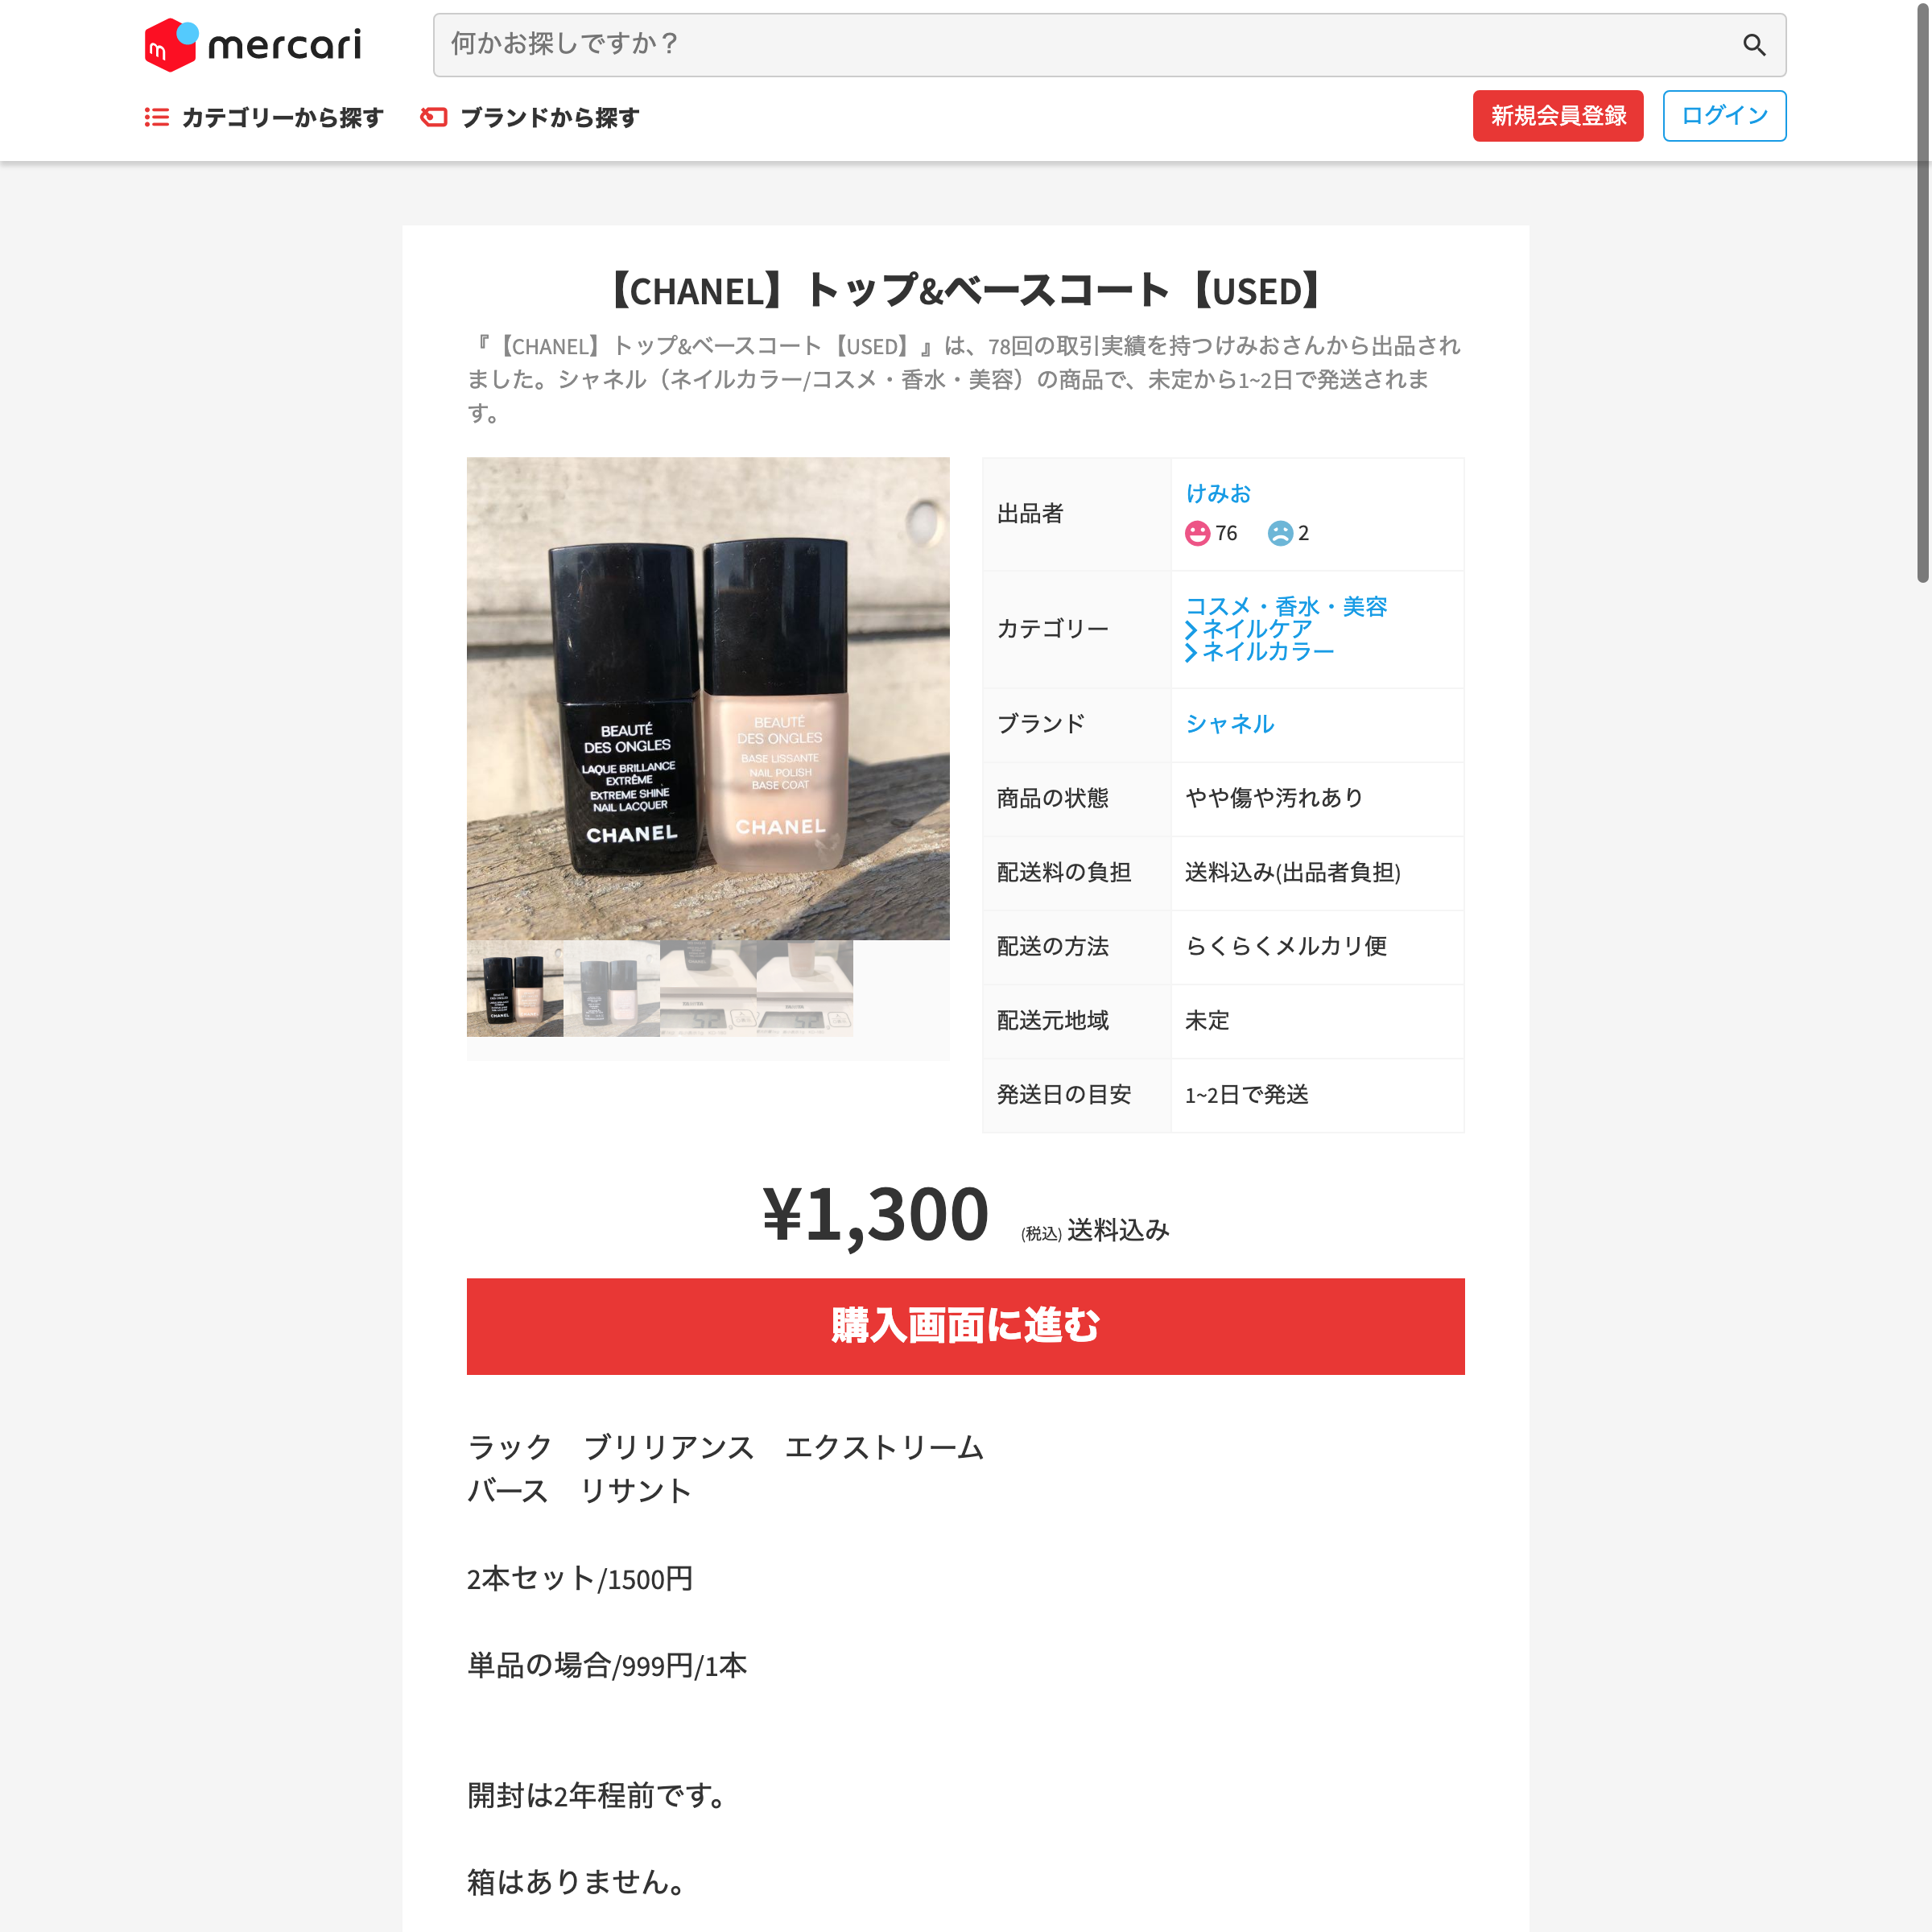 mercari
何かお探しですか？
カテゴリーから探す
ブランドから探す
新規会員登録
ログイン
【CHANEL】トップ&ベースコート【USED】
『【CHANEL】トップ&ベースコート【USED】』は、78回の取引実績を持つけみおさんから出品され
ました。シャネル（ネイルカラー/コスメ・香水・美容）の商品で、未定から1~2日で発送されま
す。
BEAUTÉ
DES ONGLES
LAQUE BRILLANCE
EXTRÊME
EXTREME SHINE
NAIL LACQUER
CHANEL
BEAUTÉ
DES ONGLES
BASE LISSANTE
NAIL POLISH
BASE COAT
CHANEL
出品者
けみお
76
2
カテゴリー
コスメ・香水・美容
ネイルケア
ネイルカラー
ブランド
シャネル
商品の状態
やや傷や汚れあり
配送料の負担
送料込み(出品者負担)
配送の方法
らくらくメルカリ便
配送元地域
未定
発送日の目安
1~2日で発送
¥1,300 (税込) 送料込み
購入画面に進む
ラック　ブリリアンス　エクストリーム
バース　リサント
2本セット/1500円
単品の場合/999円/1本
開封は2年程前です。
箱はありません。